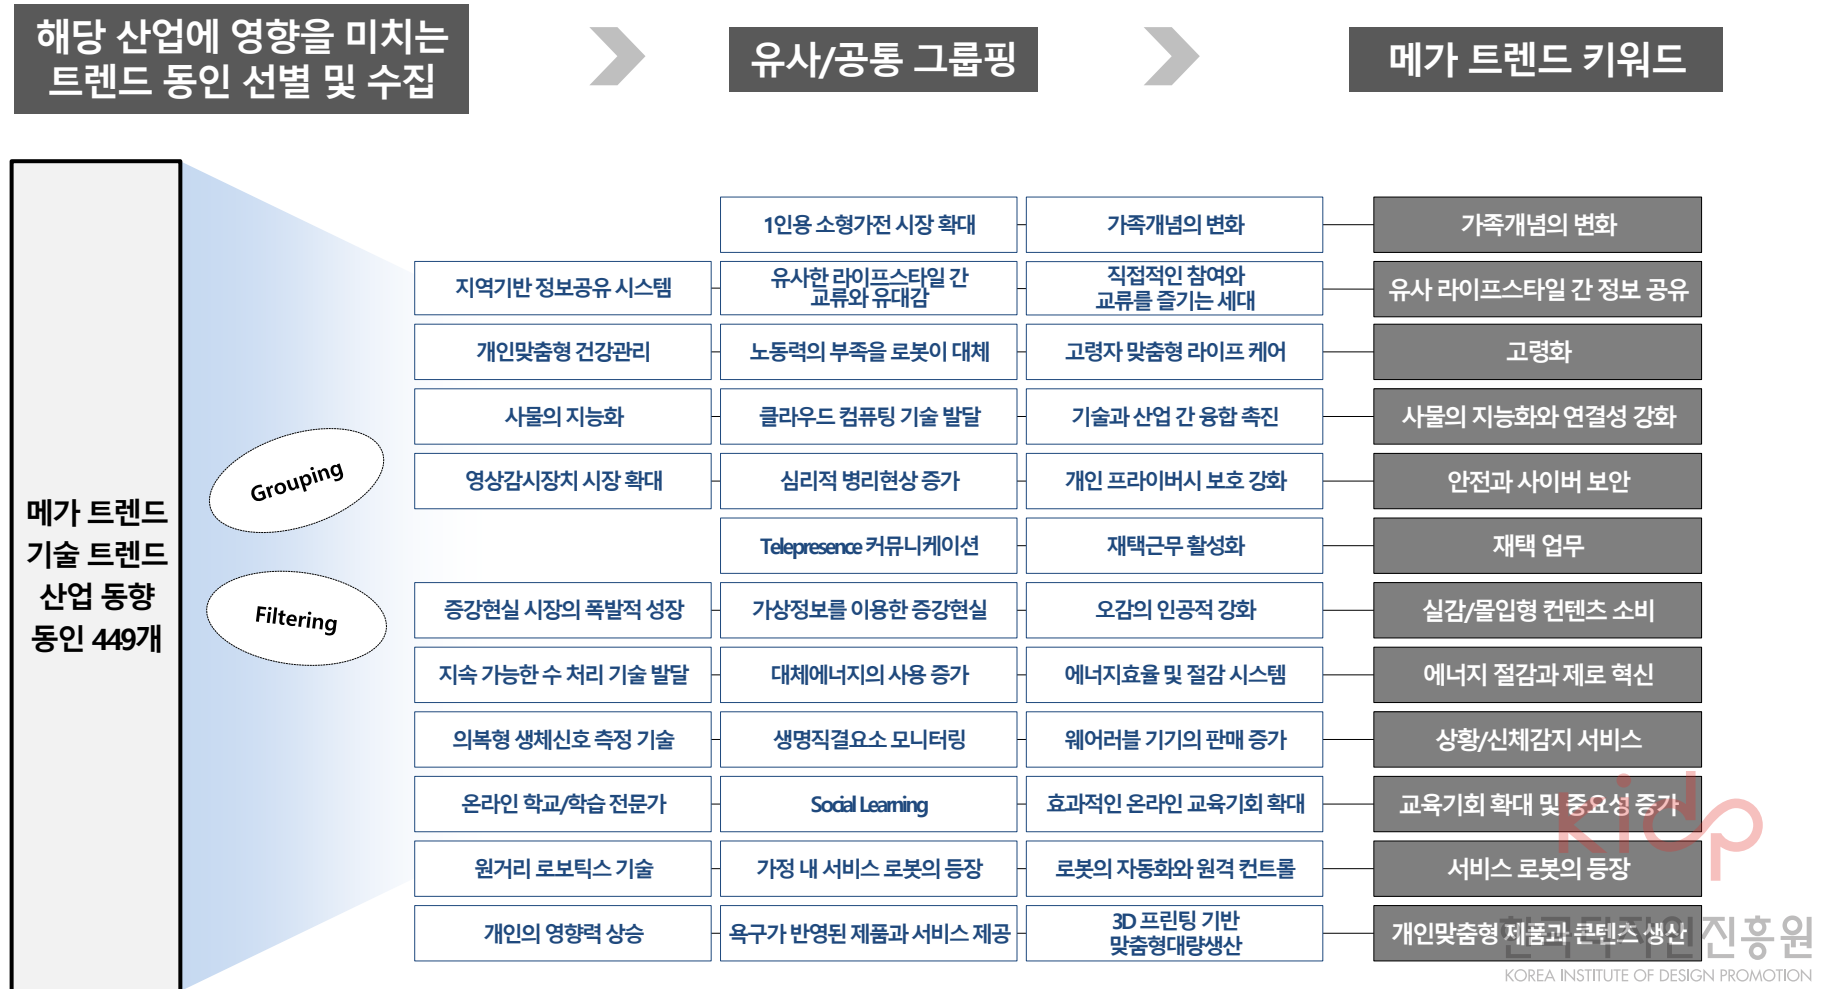 해당 산업에 영향을 미치는
트렌드 동인 선별 및 수집
유사/공통 그룹핑
메가 트렌드 키워드
메가 트렌드
기술 트렌드
산업 동향
동인 449개
Grouping
Filtering
1인용 소형가전 시장 확대
가족개념의 변화
가족개념의 변화
지역기반 정보공유 시스템
유사한 라이프스타일 간
교류와 유대감
직접적인 참여와
교류를 즐기는 세대
유사 라이프스타일 간 정보 공유
개인맞춤형 건강관리
노동력의 부족을 로봇이 대체
고령자 맞춤형 라이프 케어
고령화
사물의 지능화
클라우드 컴퓨팅 기술 발달
기술과 산업 간 융합 촉진
사물의 지능화와 연결성 강화
영상감시장치 시장 확대
심리적 병리현상 증가
개인 프라이버시 보호 강화
안전과 사이버 보안
Telepresence 커뮤니케이션
재택근무 활성화
재택 업무
증강현실 시장의 폭발적 성장
가상정보를 이용한 증강현실
오감의 인공적 강화
실감/몰입형 컨텐츠 소비
지속 가능한 수 처리 기술 발달
대체에너지의 사용 증가
에너지효율 및 절감 시스템
에너지 절감과 제로 혁신
의복형 생체신호 측정 기술
생명직결요소 모니터링
웨어러블 기기의 판매 증가
상황/신체감지 서비스
온라인 학교/학습 전문가
Social Learning
효과적인 온라인 교육기회 확대
교육기회 확대 및 중요성 증가
원거리 로보틱스 기술
가정 내 서비스 로봇의 등장
로봇의 자동화와 원격 컨트롤
서비스 로봇의 등장
개인의 영향력 상승
욕구가 반영된 제품과 서비스 제공
3D 프린팅 기반
맞춤형대량생산
개인맞춤형 제품과 콘텐츠 생산
kidp
한국디자인진흥원
KOREA INSTITUTE OF DESIGN PROMOTION